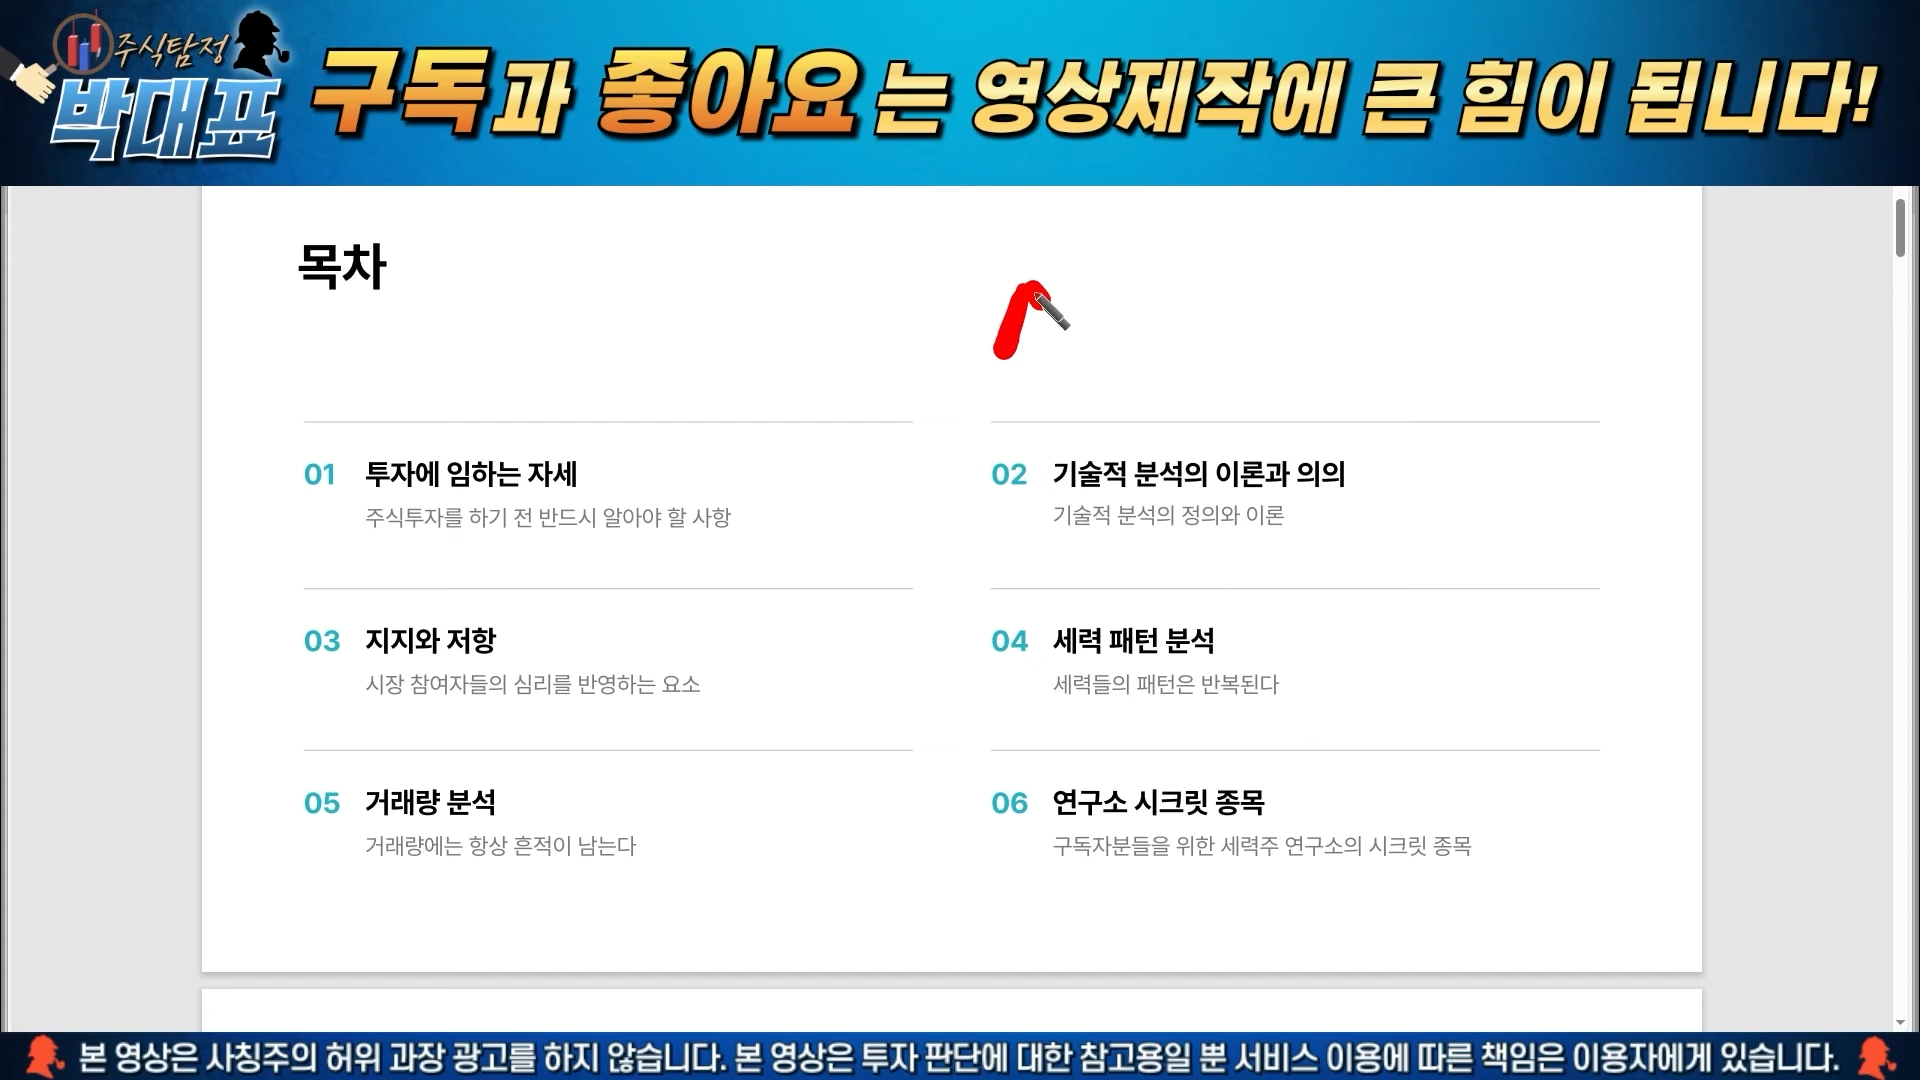 주식탐정
박대표
구독과 좋아요는 영상제작에 큰 힘이 됩니다!
목차
01 투자에 임하는 자세
주식투자를 하기 전 반드시 알아야 할 사항
02 기술적 분석의 이론과 의의
기술적 분석의 정의와 이론
03 지지와 저항
시장 참여자들의 심리를 반영하는 요소
04 세력 패턴 분석
세력들의 패턴은 반복된다
05 거래량 분석
거래량에는 항상 흔적이 남는다
06 연구소 시크릿 종목
구독자분들을 위한 세력주 연구소의 시크릿 종목
본 영상은 사칭주의 허위 과장 광고를 하지 않습니다. 본 영상은 투자 판단에 대한 참고용일 뿐 서비스 이용에 따른 책임은 이용자에게 있습니다.